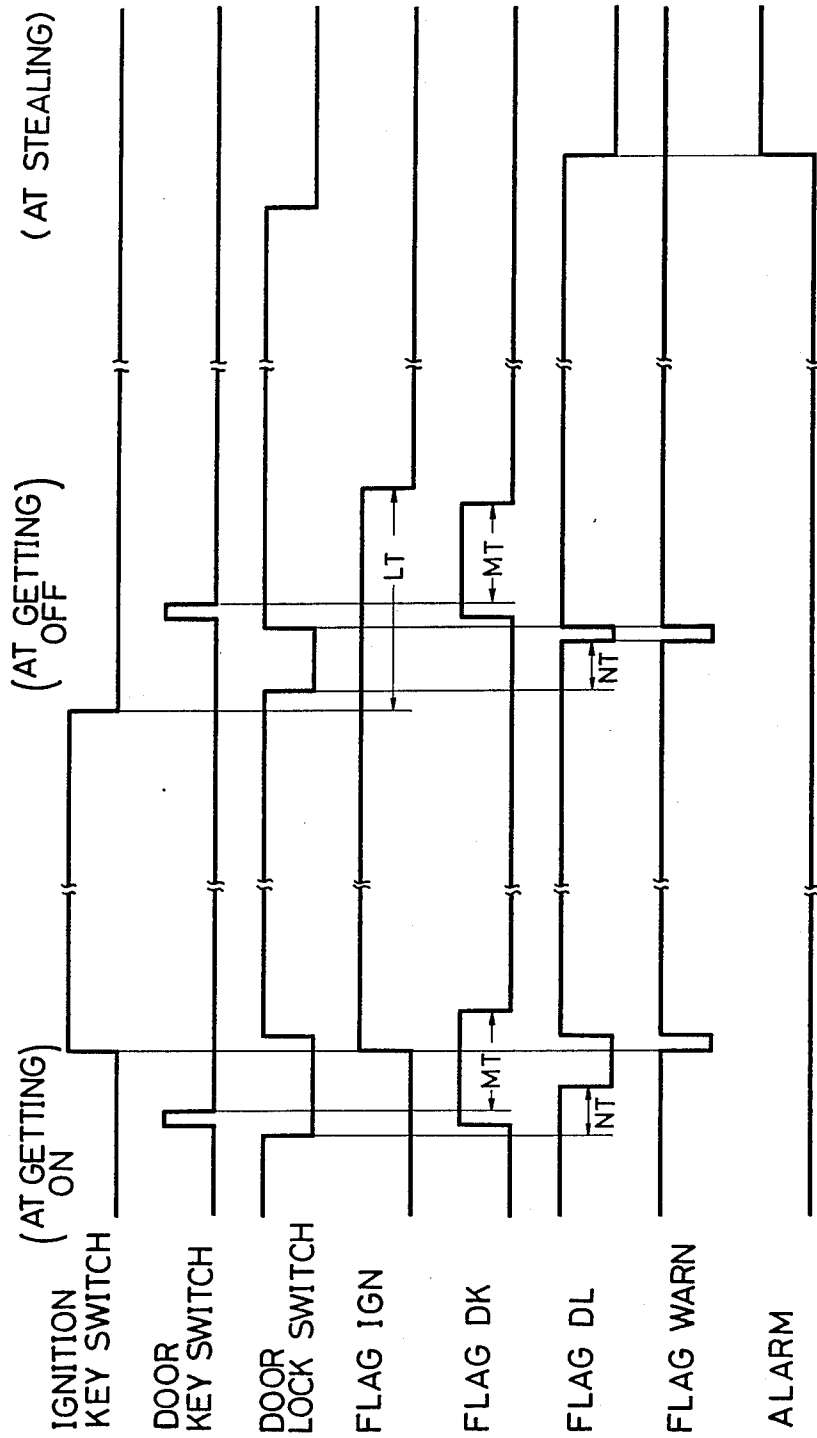 (AT GETTING
ON
(AT GETTING)
OFF
(AT STEALING)
IGNITION
KEY SWITCH
DOOR
KEY SWITCH
DOOR
LOCK SWITCH
FLAG IGN
LT
FLAG DK
MT
MT
FLAG DL
NT
NT
FLAG WARN
ALARM